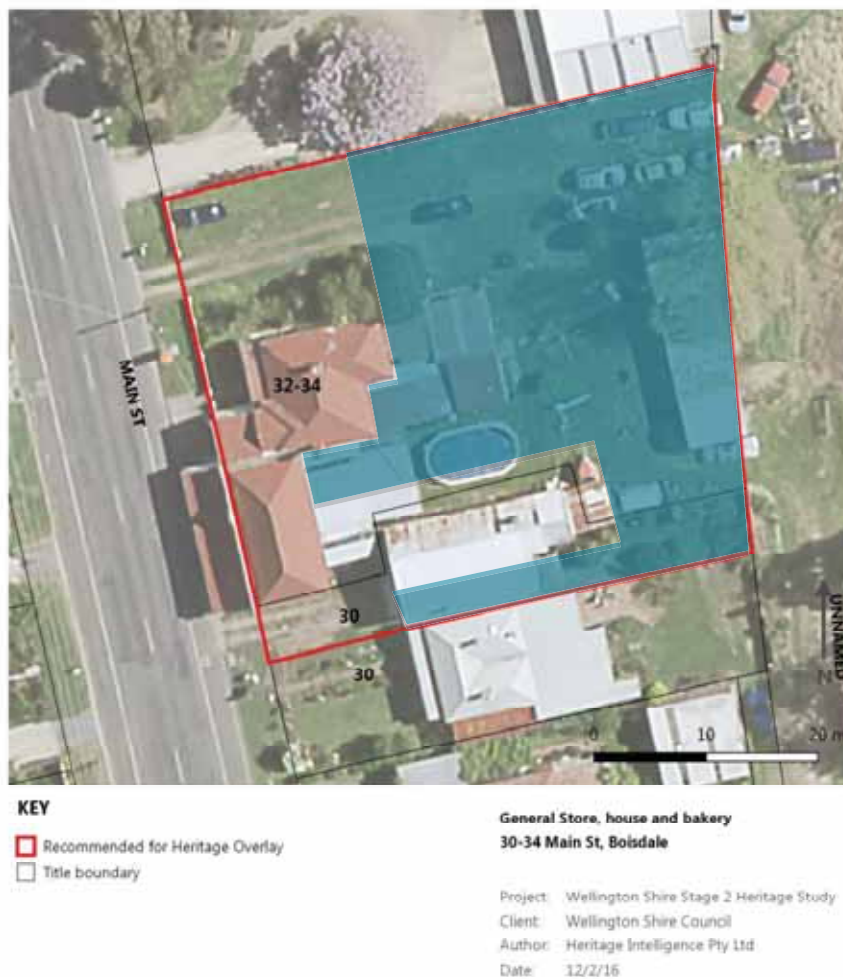 32-34
MAIN ST
30
30
UNNAMED
N
0 10 20 m
KEY
Recommended for Heritage Overlay
Title boundary
General Store, house and bakery
30-34 Main St, Boisdale
Project: Wellington Shire Stage 2 Heritage Study
Client: Wellington Shire Council
Author: Heritage Intelligence Pty Ltd
Date: 12/2/16